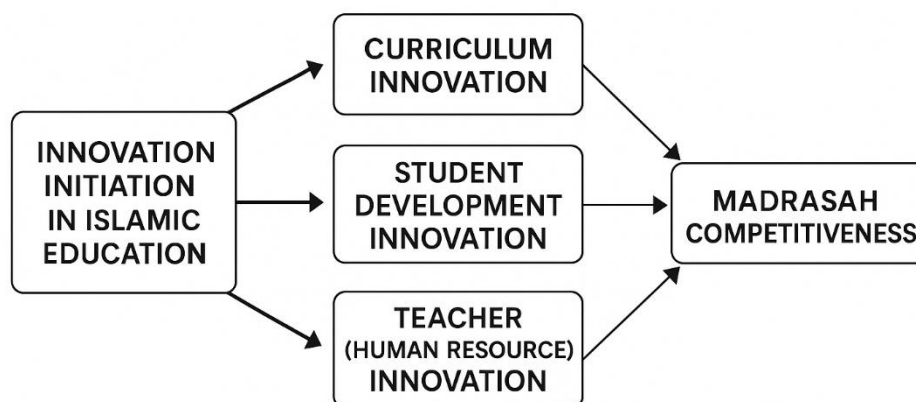 INNOVATION
INITIATION
IN ISLAMIC
EDUCATION
CURRICULUM
INNOVATION
STUDENT
DEVELOPMENT
INNOVATION
TEACHER
(HUMAN RESOURCE)
INNOVATION
MADRASAH
COMPETITIVENESS